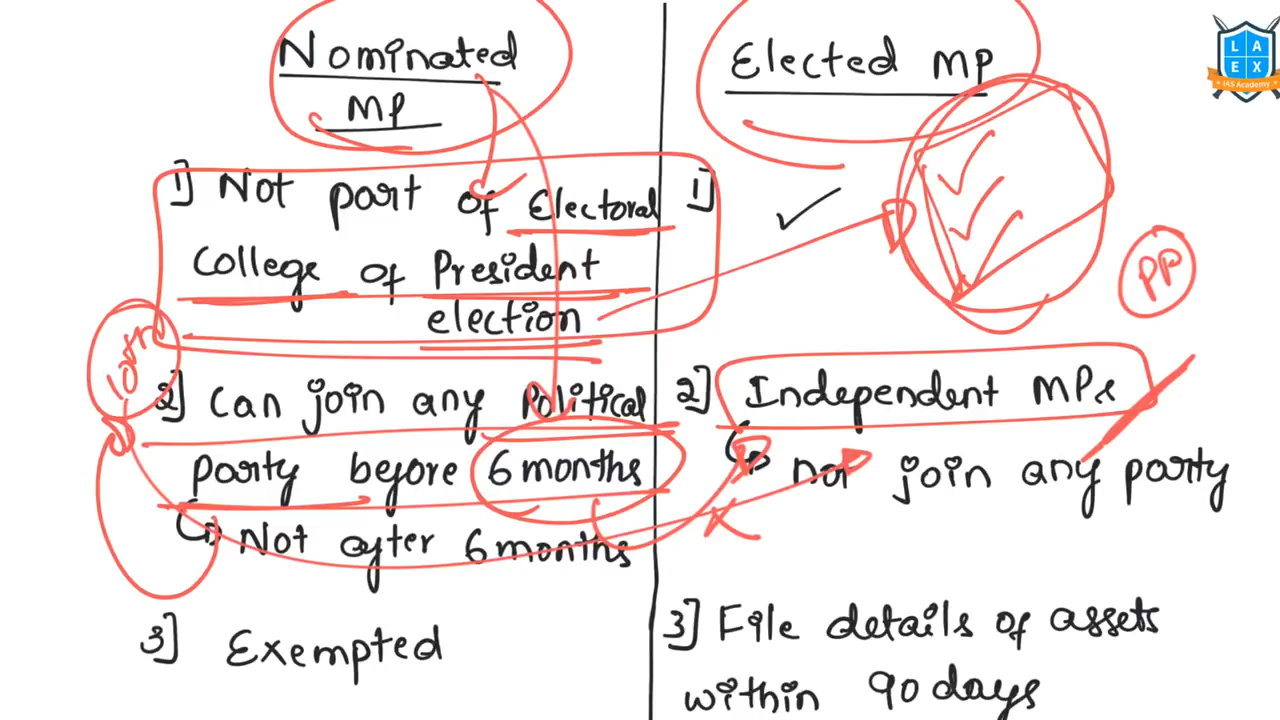 Nominated
MP
1] Not part of Electoral
College of President
election
2] Can join any Political
party before 6 months
↳ Not after 6 months
3] Exempted
Elected MP
1] ✓
PP
2] Independent MPs
↳ not join any party
3] File details of assets
within 90 days
LA
EX
IAS Academy